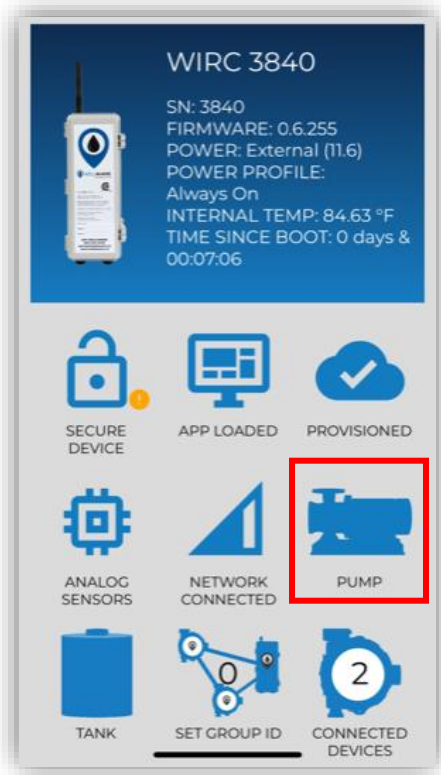 WIRC 3840
SN: 3840
FIRMWARE: 0.6.255
POWER: External (11.6)
POWER PROFILE:
Always On
INTERNAL TEMP: 84.63 °F
TIME SINCE BOOT: 0 days &
00:07:06
!
SECURE
DEVICE
APP LOADED
PROVISIONED
ANALOG
SENSORS
NETWORK
CONNECTED
PUMP
TANK
0
SET GROUP ID
2
CONNECTED
DEVICES